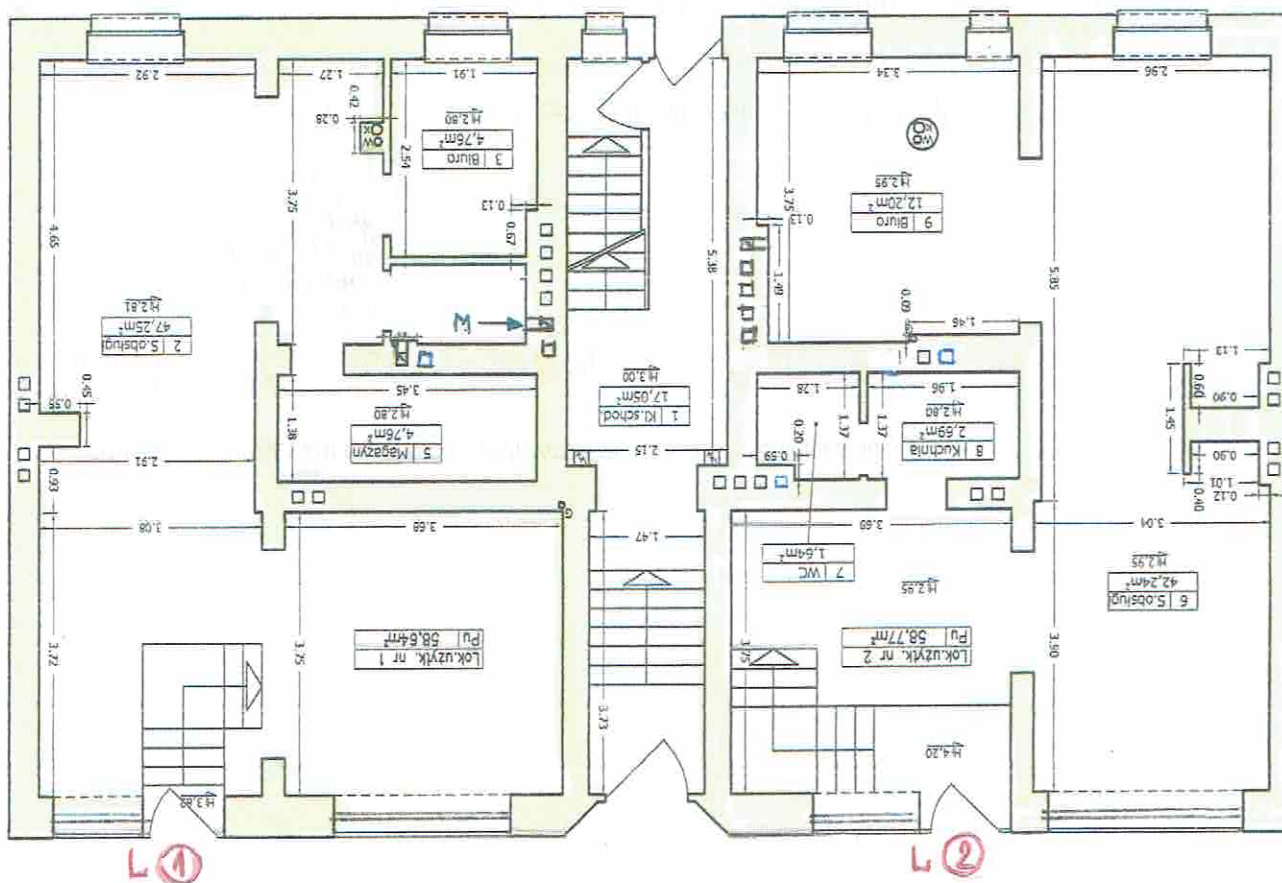 2.92
1.27
1.91
3.34
2.96
0.42
0.28
H:2.80
3 Biuro
4,76m²
2.54
3.75
4.65
0.13
0.67
5.38
3.75
0.13
1.49
9 Biuro
12,20m²
H:2.95
WO
K
5.85
0.09
1.46
1.13
0.60
0.90
1.45
0.90
1.01
0.40
0.12
2 S.obsługi
47,25m²
H:2.81
M
W
K
0.45
0.55
3.45
5 Magazyn
4,76m²
H:2.80
1.38
1 Kl.schod.
17,05m²
H:3.00
2.15
1.28
1.96
1.37
1.37
0.20
0.59
8 Kuchnia
2,69m²
H:2.80
2.91
0.93
G
3.08
3.68
1.47
3.69
3.01
7 WC
1,64m²
H:2.95
6 S.obsługi
42,24m²
H:2.95
Lok.użytk. nr 1
Pu 58,64m²
Lok.użytk. nr 2
Pu 58,77m²
3.72
3.75
3.73
3.75
3.90
H:4.20
H:3.82
L 1
L 2